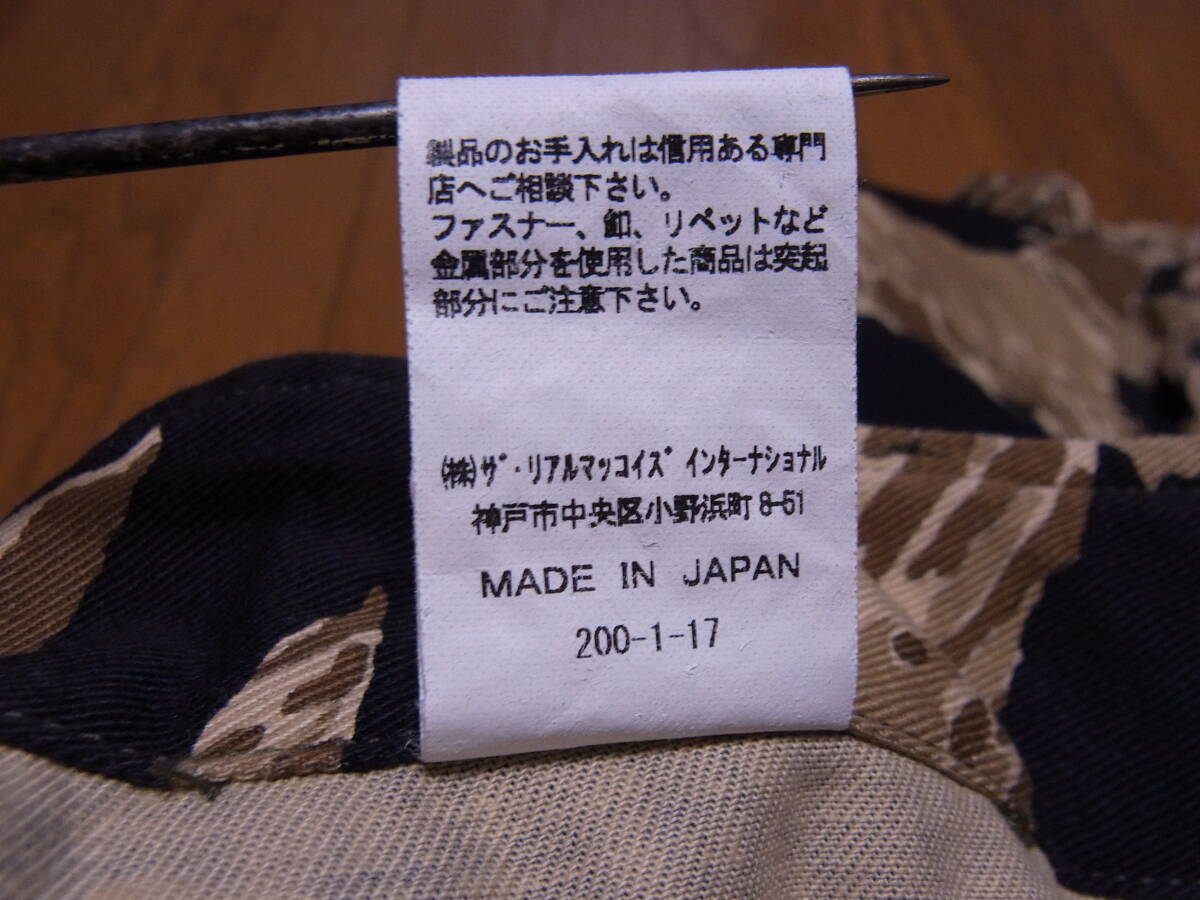 製品のお手入れは信用ある専門
店へご相談下さい。
ファスナー、釦、リベットなど
金属部分を使用した商品は突起
部分にご注意下さい。
㈱ザ・リアルマッコイズ インターナショナル
神戸市中央区小野浜町8-61
MADE IN JAPAN
200-1-17